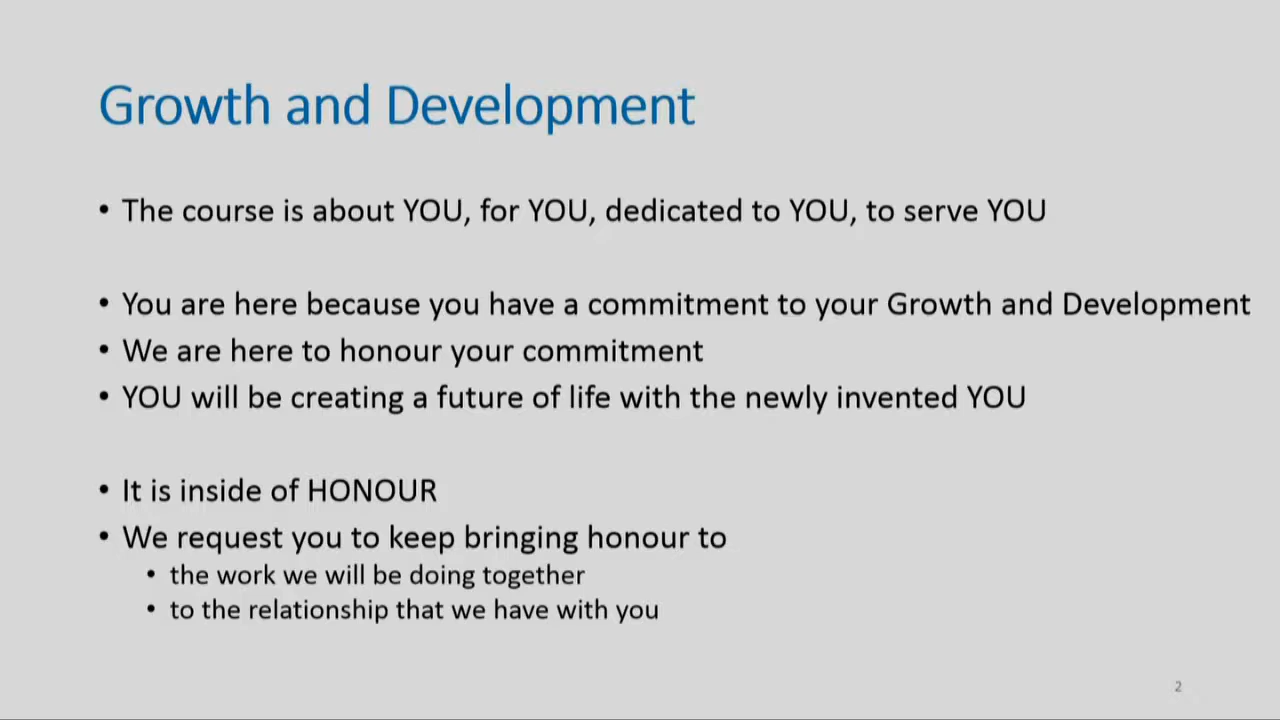 Growth and Development
• The course is about YOU, for YOU, dedicated to YOU, to serve YOU
• You are here because you have a commitment to your Growth and Development
• We are here to honour your commitment
• YOU will be creating a future of life with the newly invented YOU
• It is inside of HONOUR
• We request you to keep bringing honour to
• the work we will be doing together
• to the relationship that we have with you
2